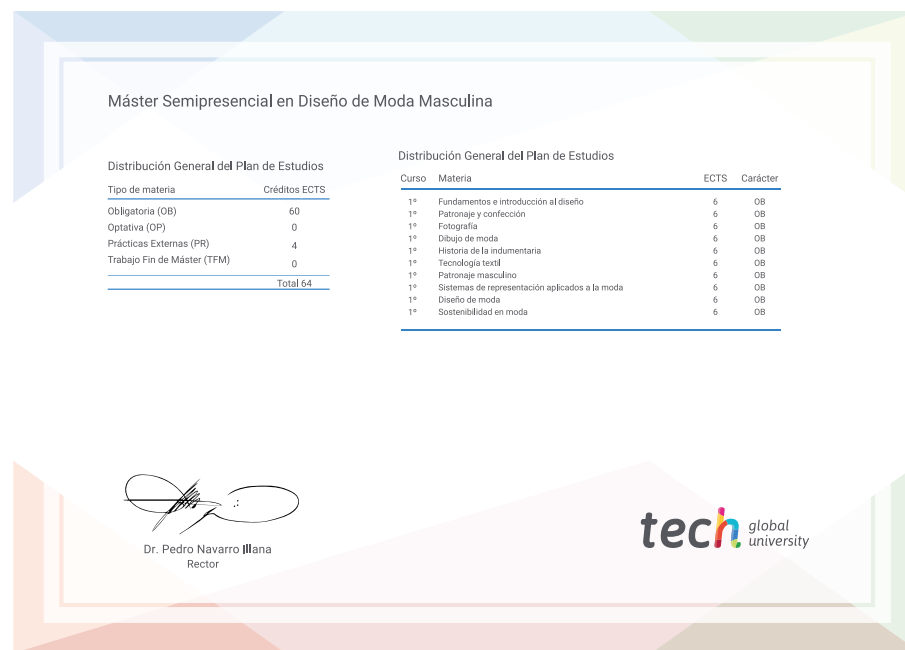 Máster Semipresencial en Diseño de Moda Masculina
Distribución General del Plan de Estudios
Tipo de materia Créditos ECTS
Obligatoria (OB) 60
Optativa (OP) 0
Prácticas Externas (PR) 4
Trabajo Fin de Máster (TFM) 0
Total 64
Distribución General del Plan de Estudios
Curso Materia ECTS Carácter
1º Fundamentos e introducción al diseño 6 OB
1º Patronaje y confección 6 OB
1º Fotografía 6 OB
1º Dibujo de moda 6 OB
1º Historia de la indumentaria 6 OB
1º Tecnología textil 6 OB
1º Patronaje masculino 6 OB
1º Sistemas de representación aplicados a la moda 6 OB
1º Diseño de moda 6 OB
1º Sostenibilidad en moda 6 OB
Dr. Pedro Navarro Illana
Rector
tech global university